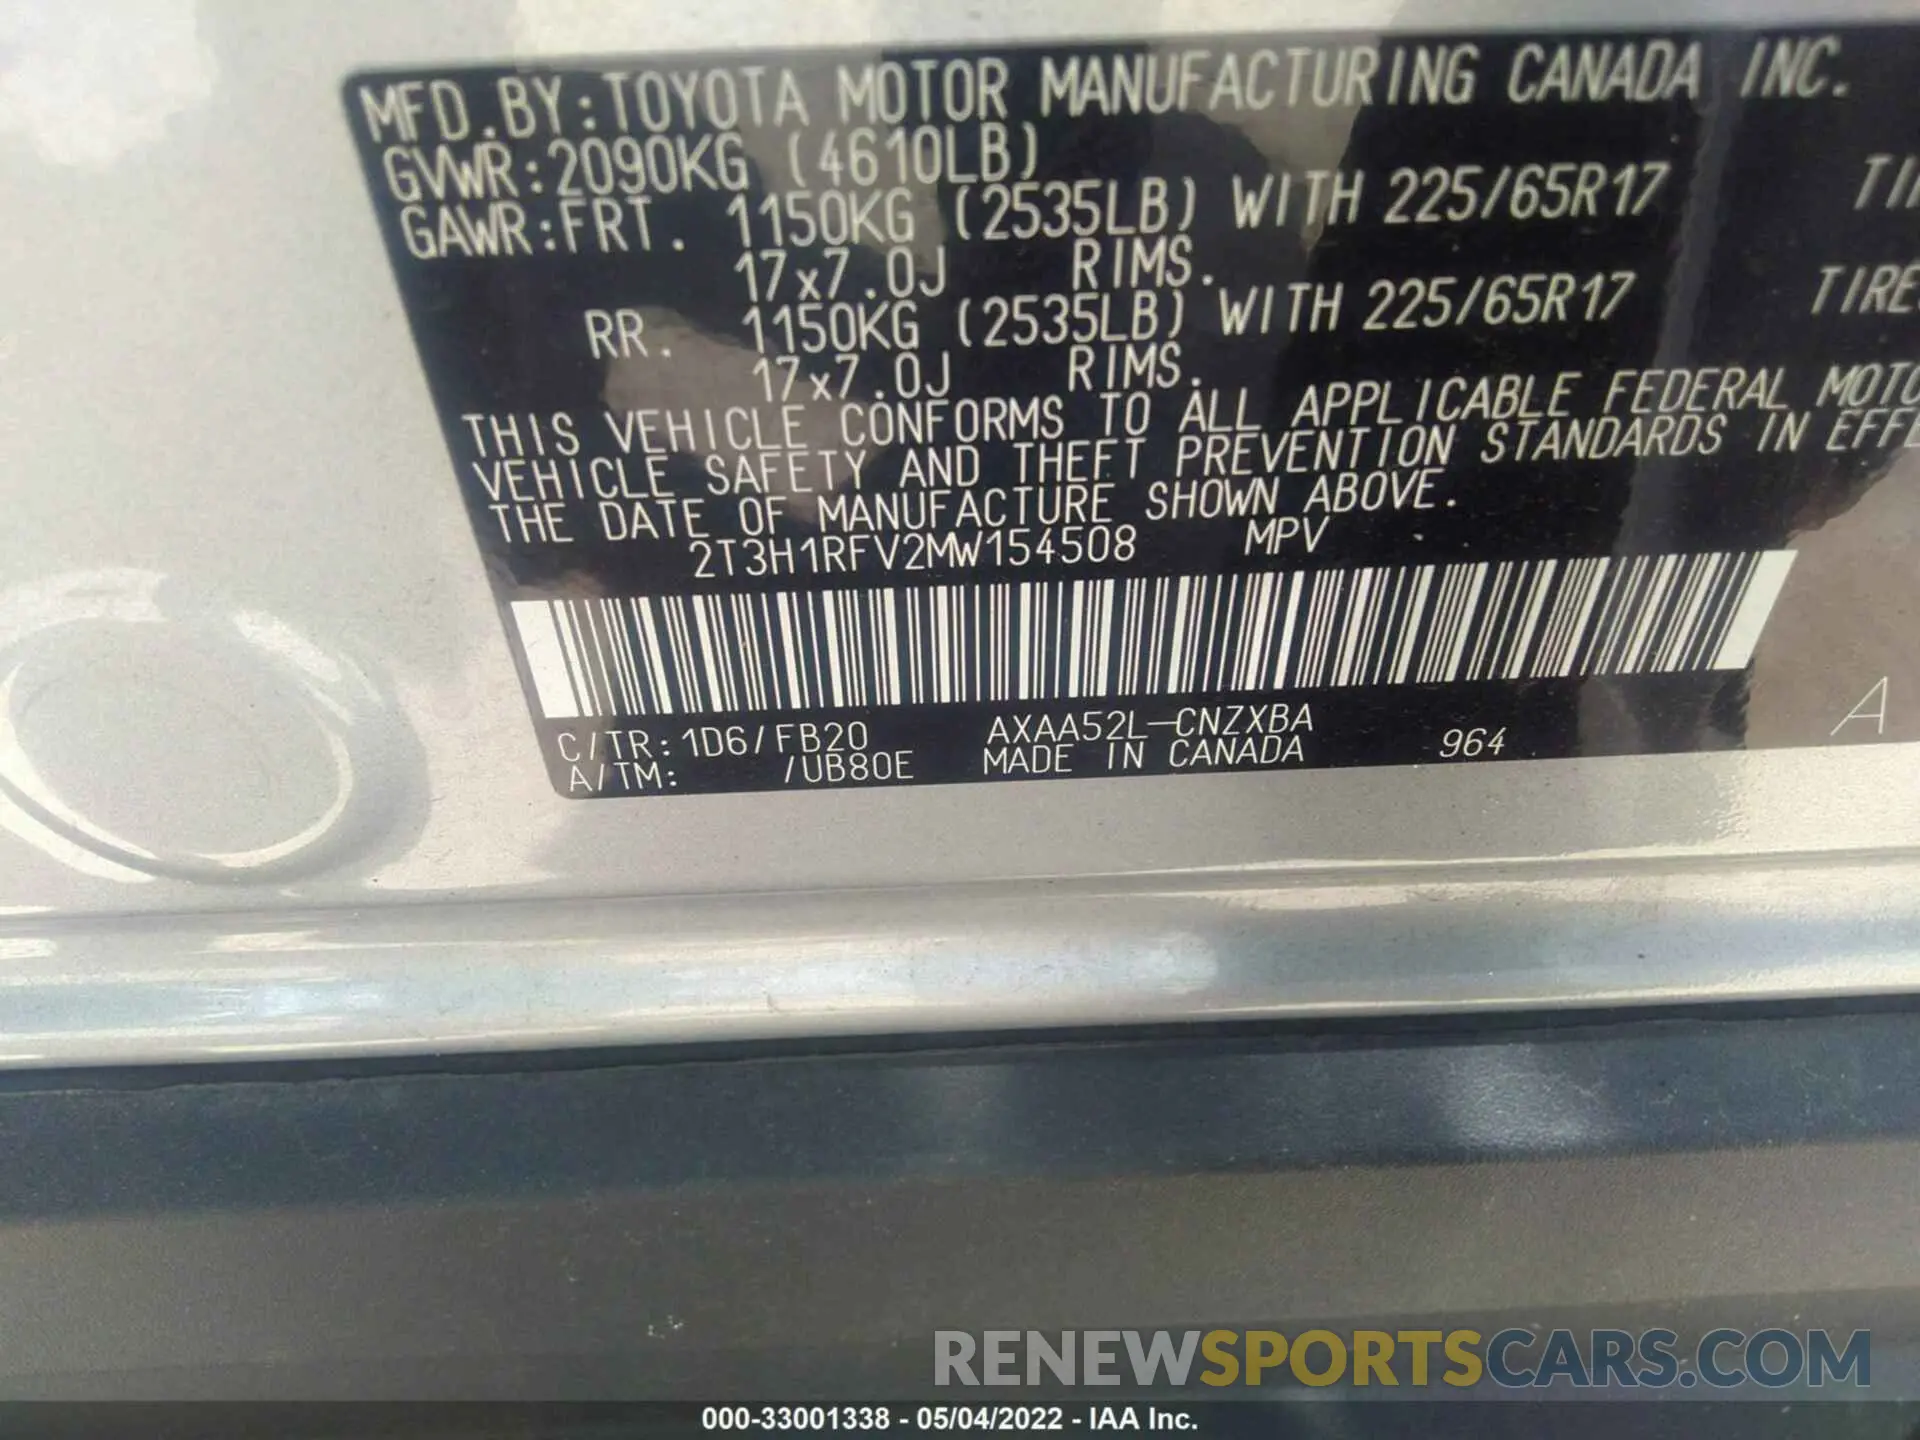 MFD.BY:TOYOTA MOTOR MANUFACTURING CANADA INC.
GVWR:2090KG (4610LB)
GAWR:FRT. 1150KG (2535LB) WITH 225/65R17
17x7.0J RIMS.
RR. 1150KG (2535LB) WITH 225/65R17 TIRES
17x7.0J RIMS.
THIS VEHICLE CONFORMS TO ALL APPLICABLE FEDERAL
VEHICLE SAFETY AND THEFT PREVENTION STANDARDS IN
THE DATE OF MANUFACTURE SHOWN ABOVE.
2T3H1RFV2MW154508 MPV
C/TR:1D6/FB20 AXAA52L-CNZXBA 964 A
A/TM: /UB80E MADE IN CANADA
RENEWSPORTSCARS.COM
000-33001338 - 05/04/2022 - IAA Inc.